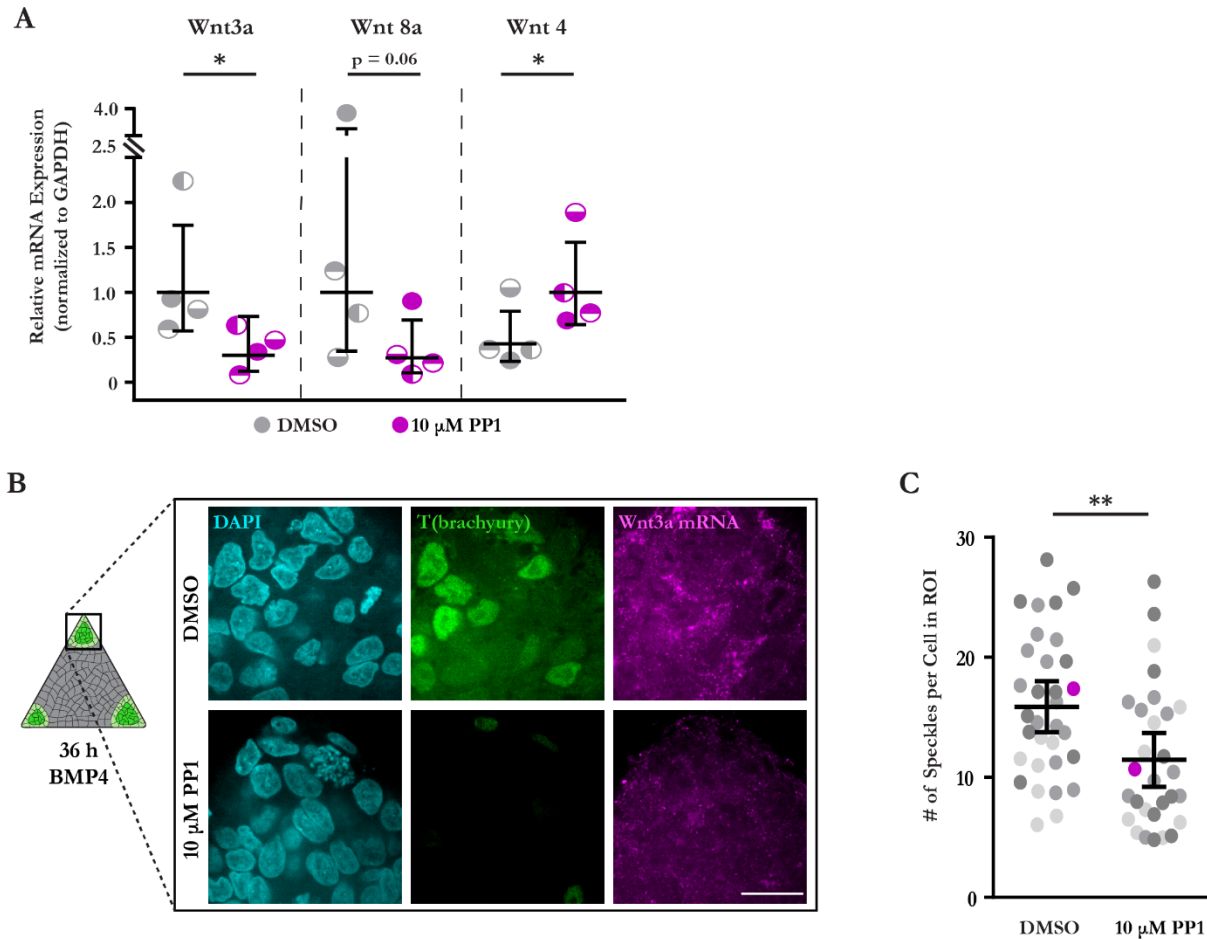 A
Wnt3a
Wnt 8a
Wnt 4
*
p = 0.06
*
Relative mRNA Expression
(normalized to GAPDH)
4.0
2.5
2.0
1.5
1.0
0.5
0
DMSO
10 μM PP1
B
DAPI
T(brachyury)
Wnt3a mRNA
DMSO
10 μM PP1
36 h
BMP4
C
**
# of Speckles per Cell in ROI
30
20
10
0
DMSO
10 μM PP1